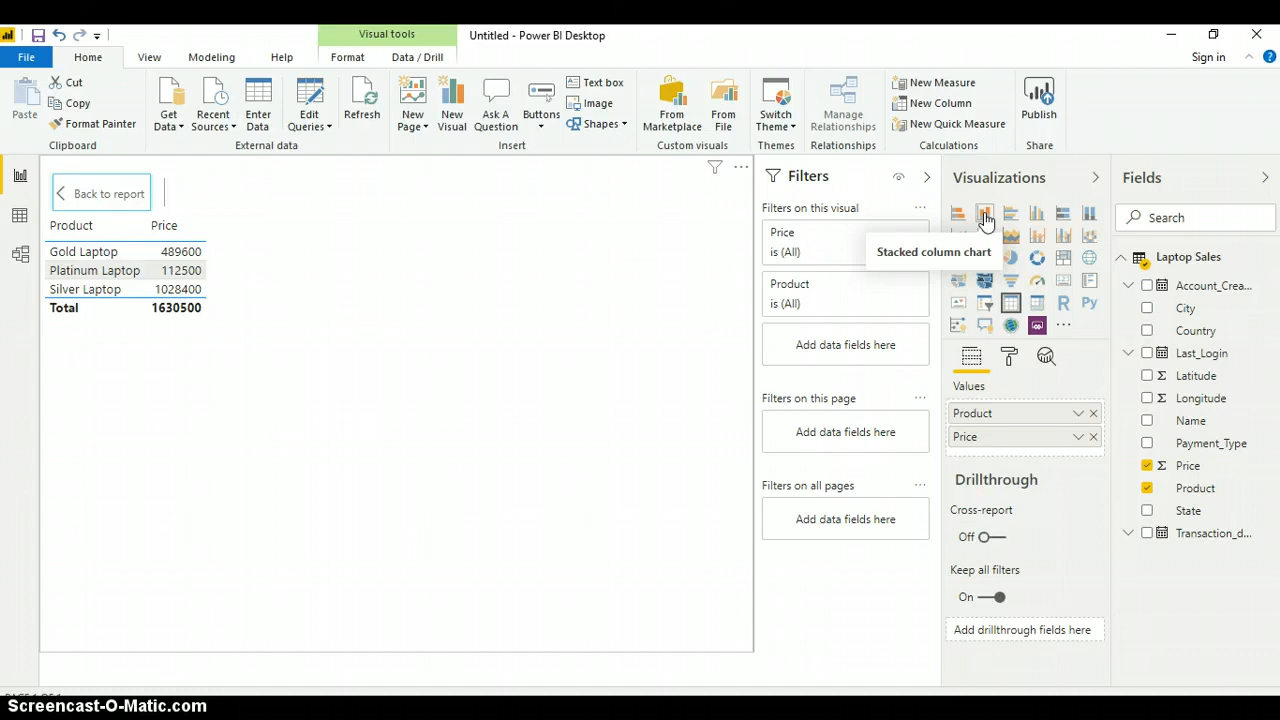 Untitled - Power BI Desktop
Visual tools
File
Home
View
Modeling
Help
Format
Data / Drill
Sign in
Paste
Cut
Copy
Format Painter
Clipboard
Get Data
Recent Sources
Enter Data
Edit Queries
Refresh
External data
New Page
New Visual
Ask A Question
Buttons
Text box
Image
Shapes
Insert
From Marketplace
From File
Custom visuals
Switch Theme
Themes
Manage Relationships
Relationships
New Measure
New Column
New Quick Measure
Calculations
Publish
Share
Back to report
Product Price
Gold Laptop 489600
Platinum Laptop 112500
Silver Laptop 1028400
Total 1630500
Filters
Filters on this visual
Price
is (All)
Product
is (All)
Add data fields here
Filters on this page
Add data fields here
Filters on all pages
Add data fields here
Visualizations
Stacked column chart
R
Py
Values
Product
Price
Drillthrough
Cross-report
Off
Keep all filters
On
Add drillthrough fields here
Fields
Search
Laptop Sales
Account_Crea...
City
Country
Last_Login
Latitude
Longitude
Name
Payment_Type
Price
Product
State
Transaction_d...
Screencast-O-Matic.com